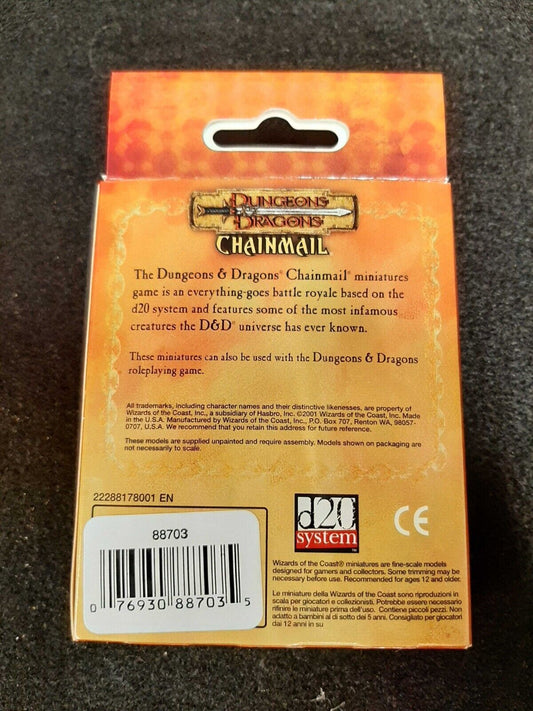 DUNGEONS & DRAGONS
CHAINMAIL
The Dungeons & Dragons® Chainmail® miniatures
game is an everything-goes battle royale based on the
d20 system and features some of the most infamous
creatures the D&D® universe has ever known.
These miniatures can also be used with the Dungeons & Dragons
roleplaying game.
All trademarks, including character names and their distinctive likenesses, are property of
Wizards of the Coast, Inc., a subsidiary of Hasbro, Inc. ©2001 Wizards of the Coast, Inc. Made
in the U.S.A. Manufactured by Wizards of the Coast, Inc. P.O. Box 707, Renton WA, 98057-
0707, U.S.A. We recommend that you retain this address for future reference.
These models are supplied unpainted and require assembly. Models shown on packaging are
not necessarily to scale.
22288178001 EN
88703
0 76930 88703 5
d20
system
CE
Wizards of the Coast® miniatures are fine-scale models
designed for gamers and collectors. Some trimming may be
necessary before use. Recommended for ages 12 and older.
Le miniature della Wizards of the Coast sono riproduzioni in
scala per giocatori e collezionisti. Potrebbe essere necessario
rifinire le miniature prima dell'uso. Contiene piccoli pezzi. Non
adatto a bambini al di sotto dei 5 anni. Consigliato per giocatori
dai 12 anni in su